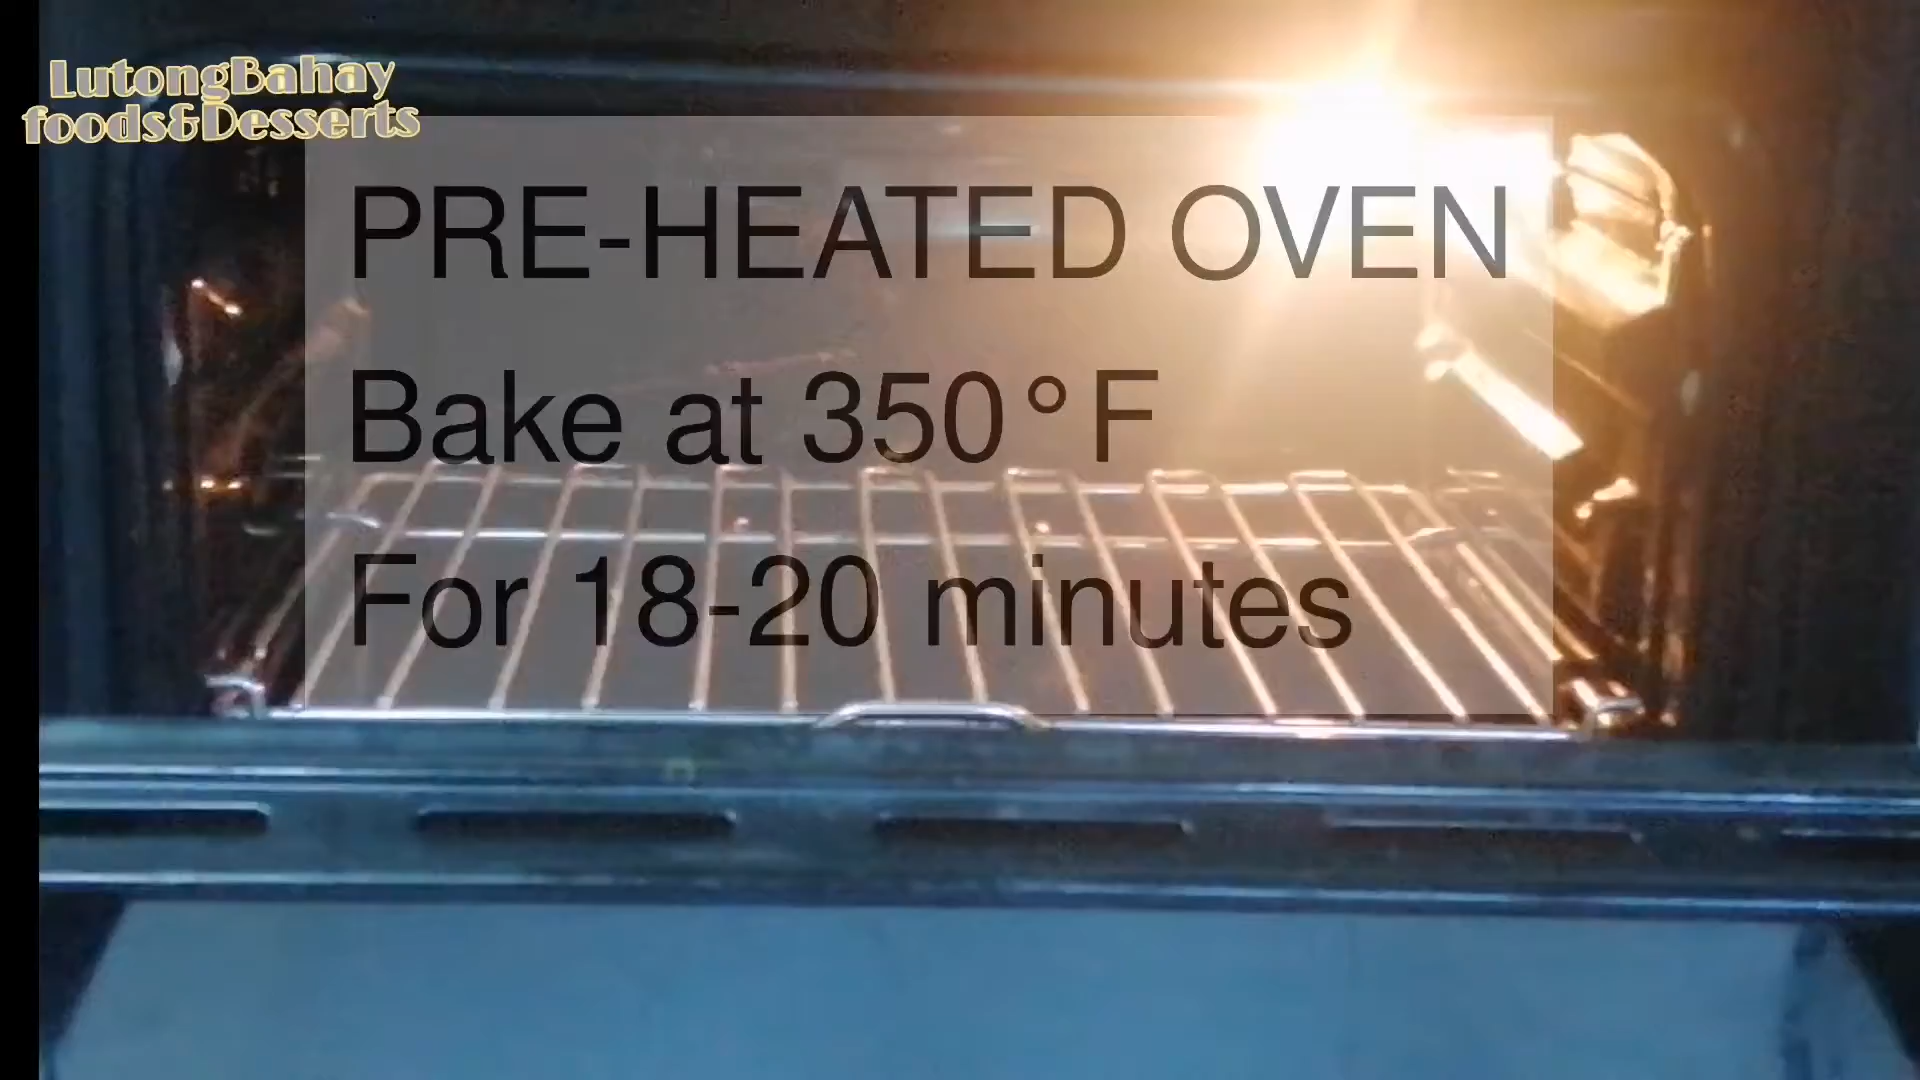 LutongBahay
foods&Desserts
PRE-HEATED OVEN
Bake at 350°F
For 18-20 minutes